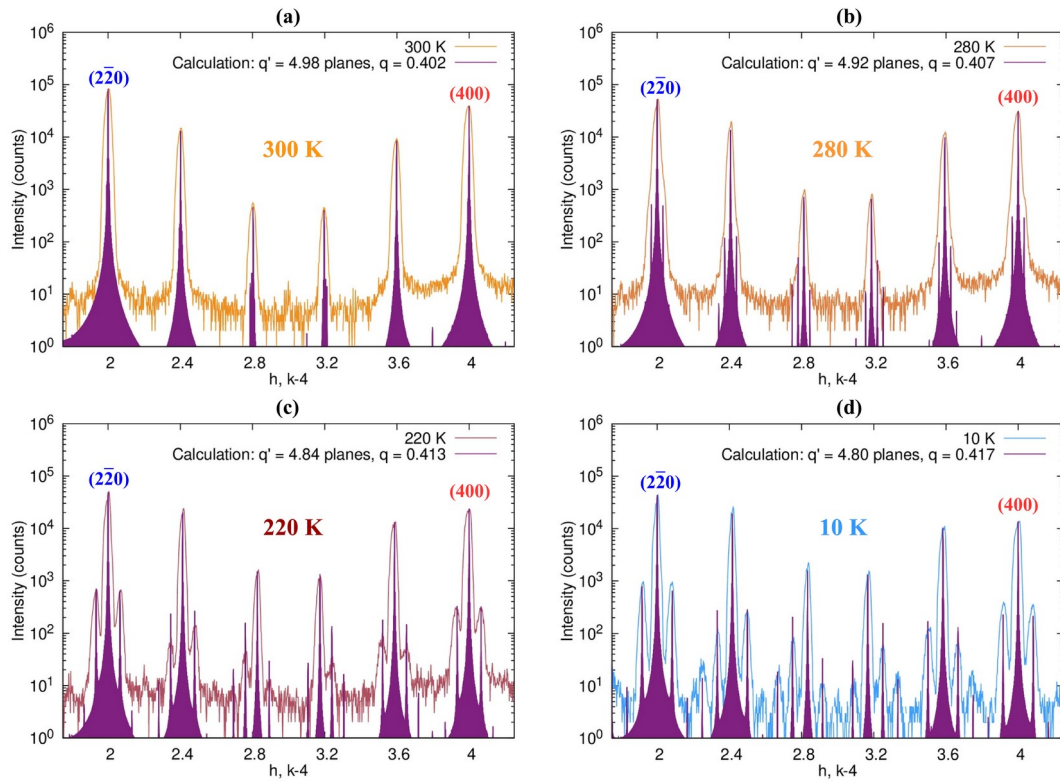 (a)
10⁶
10⁵
10⁴
10³
10²
10¹
10⁰
Intensity (counts)
300 K
Calculation: q' = 4.98 planes, q = 0.402
(22̅0)
(400)
300 K
2
2.4
2.8
3.2
3.6
4
h, k-4
(b)
10⁶
10⁵
10⁴
10³
10²
10¹
10⁰
Intensity (counts)
280 K
Calculation: q' = 4.92 planes, q = 0.407
(22̅0)
(400)
280 K
2
2.4
2.8
3.2
3.6
4
h, k-4
(c)
10⁶
10⁵
10⁴
10³
10²
10¹
10⁰
Intensity (counts)
220 K
Calculation: q' = 4.84 planes, q = 0.413
(22̅0)
(400)
220 K
2
2.4
2.8
3.2
3.6
4
h, k-4
(d)
10⁶
10⁵
10⁴
10³
10²
10¹
10⁰
Intensity (counts)
10 K
Calculation: q' = 4.80 planes, q = 0.417
(22̅0)
(400)
10 K
2
2.4
2.8
3.2
3.6
4
h, k-4